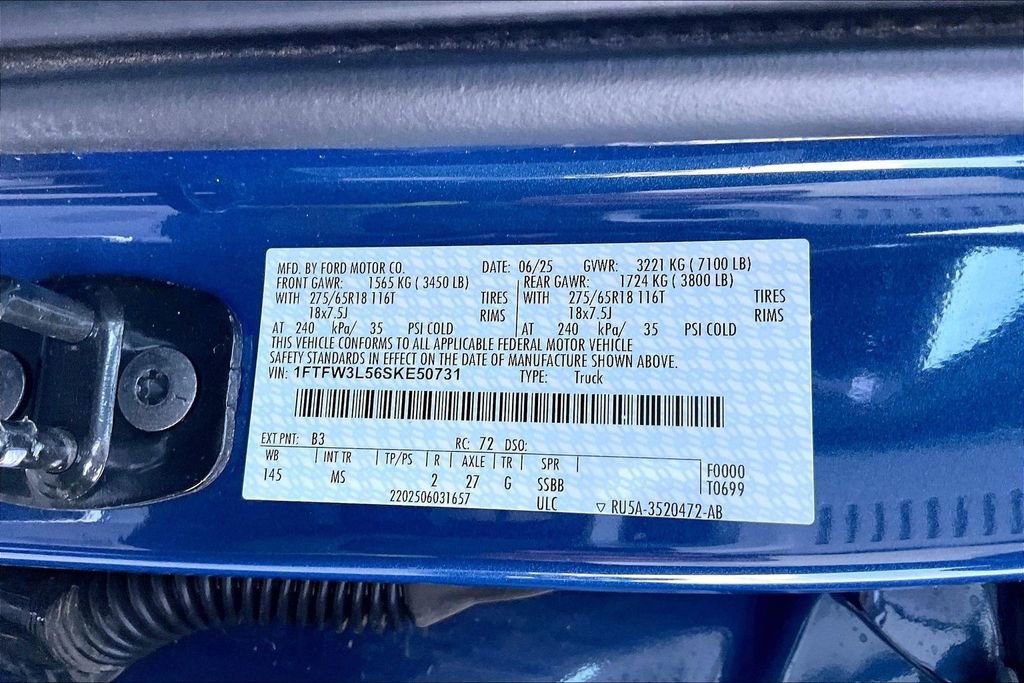 MFD. BY FORD MOTOR CO. DATE: 06/25 GVWR: 3221 KG ( 7100 LB)
FRONT GAWR: 1565 KG ( 3450 LB) REAR GAWR: 1724 KG ( 3800 LB)
WITH 275/65R18 116T TIRES WITH 275/65R18 116T TIRES
18x7.5J RIMS 18x7.5J RIMS
AT 240 kPa/ 35 PSI COLD AT 240 kPa/ 35 PSI COLD
THIS VEHICLE CONFORMS TO ALL APPLICABLE FEDERAL MOTOR VEHICLE
SAFETY STANDARDS IN EFFECT ON THE DATE OF MANUFACTURE SHOWN ABOVE.
VIN: 1FTFW3L56SKE50731 TYPE: Truck
EXT PNT: B3 RC: 72 DSO:
WB INT TR TP/PS R AXLE TR SPR F0000
145 MS 2 27 G SSBB T0699
2202506031657 ULC ▽ RU5A-3520472-AB